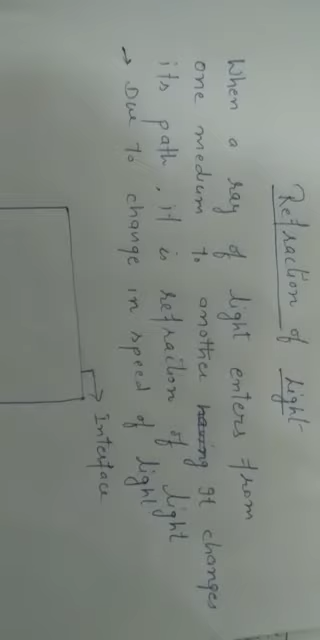 Refraction of light
When a ray of light enters from
one medium to another having it changes
its path, it is refraction of light
→ Due to change in speed of light
→ Interface